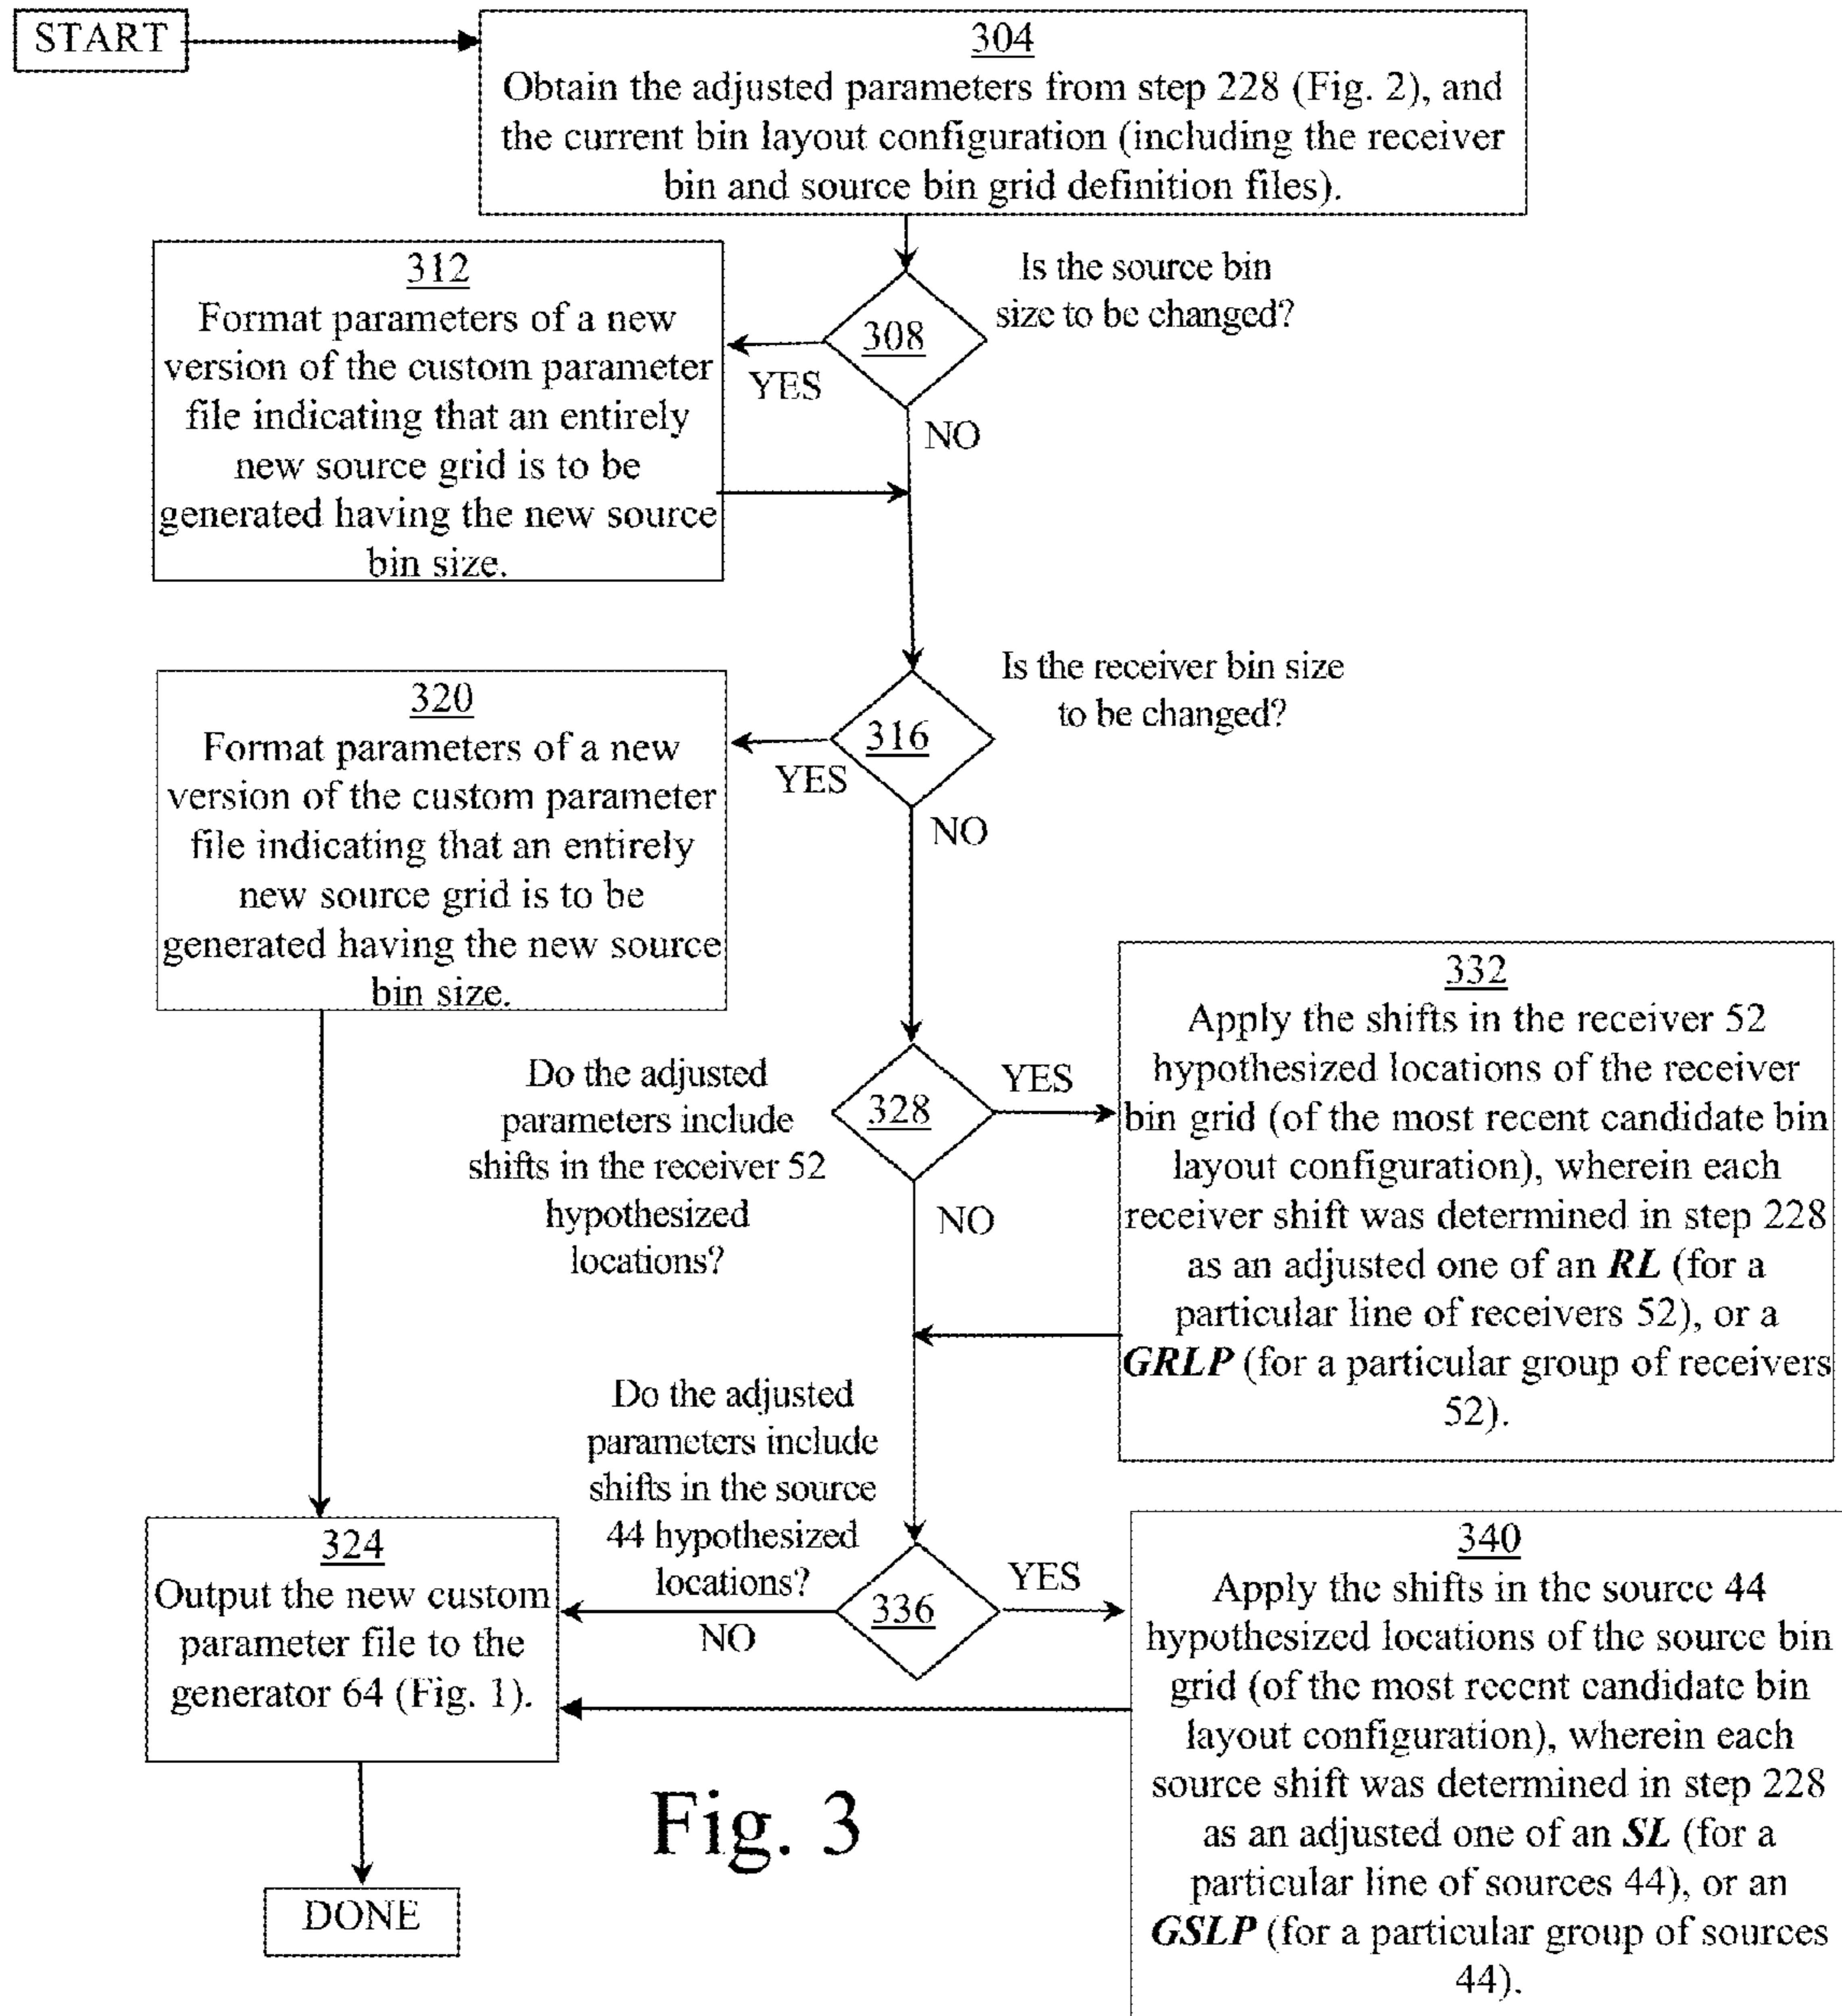 START
304
Obtain the adjusted parameters from step 228 (Fig. 2), and
the current bin layout configuration (including the receiver
bin and source bin grid definition files).
312
Format parameters of a new
version of the custom parameter
file indicating that an entirely
new source grid is to be
generated having the new source
bin size.
Is the source bin
size to be changed?
308
YES
NO
320
Format parameters of a new
version of the custom parameter
file indicating that an entirely
new source grid is to be
generated having the new source
bin size.
Is the receiver bin size
to be changed?
316
YES
NO
Do the adjusted
parameters include
shifts in the receiver 52
hypothesized
locations?
328
YES
NO
332
Apply the shifts in the receiver 52
hypothesized locations of the receiver
bin grid (of the most recent candidate bin
layout configuration), wherein each
receiver shift was determined in step 228
as an adjusted one of an RL (for a
particular line of receivers 52), or a
GRLP (for a particular group of receivers
52).
Do the adjusted
parameters include
shifts in the source
44 hypothesized
locations?
336
YES
NO
324
Output the new custom
parameter file to the
generator 64 (Fig. 1).
340
Apply the shifts in the source 44
hypothesized locations of the source bin
grid (of the most recent candidate bin
layout configuration), wherein each
source shift was determined in step 228
as an adjusted one of an SL (for a
particular line of sources 44), or an
GSLP (for a particular group of sources
44).
DONE
Fig. 3